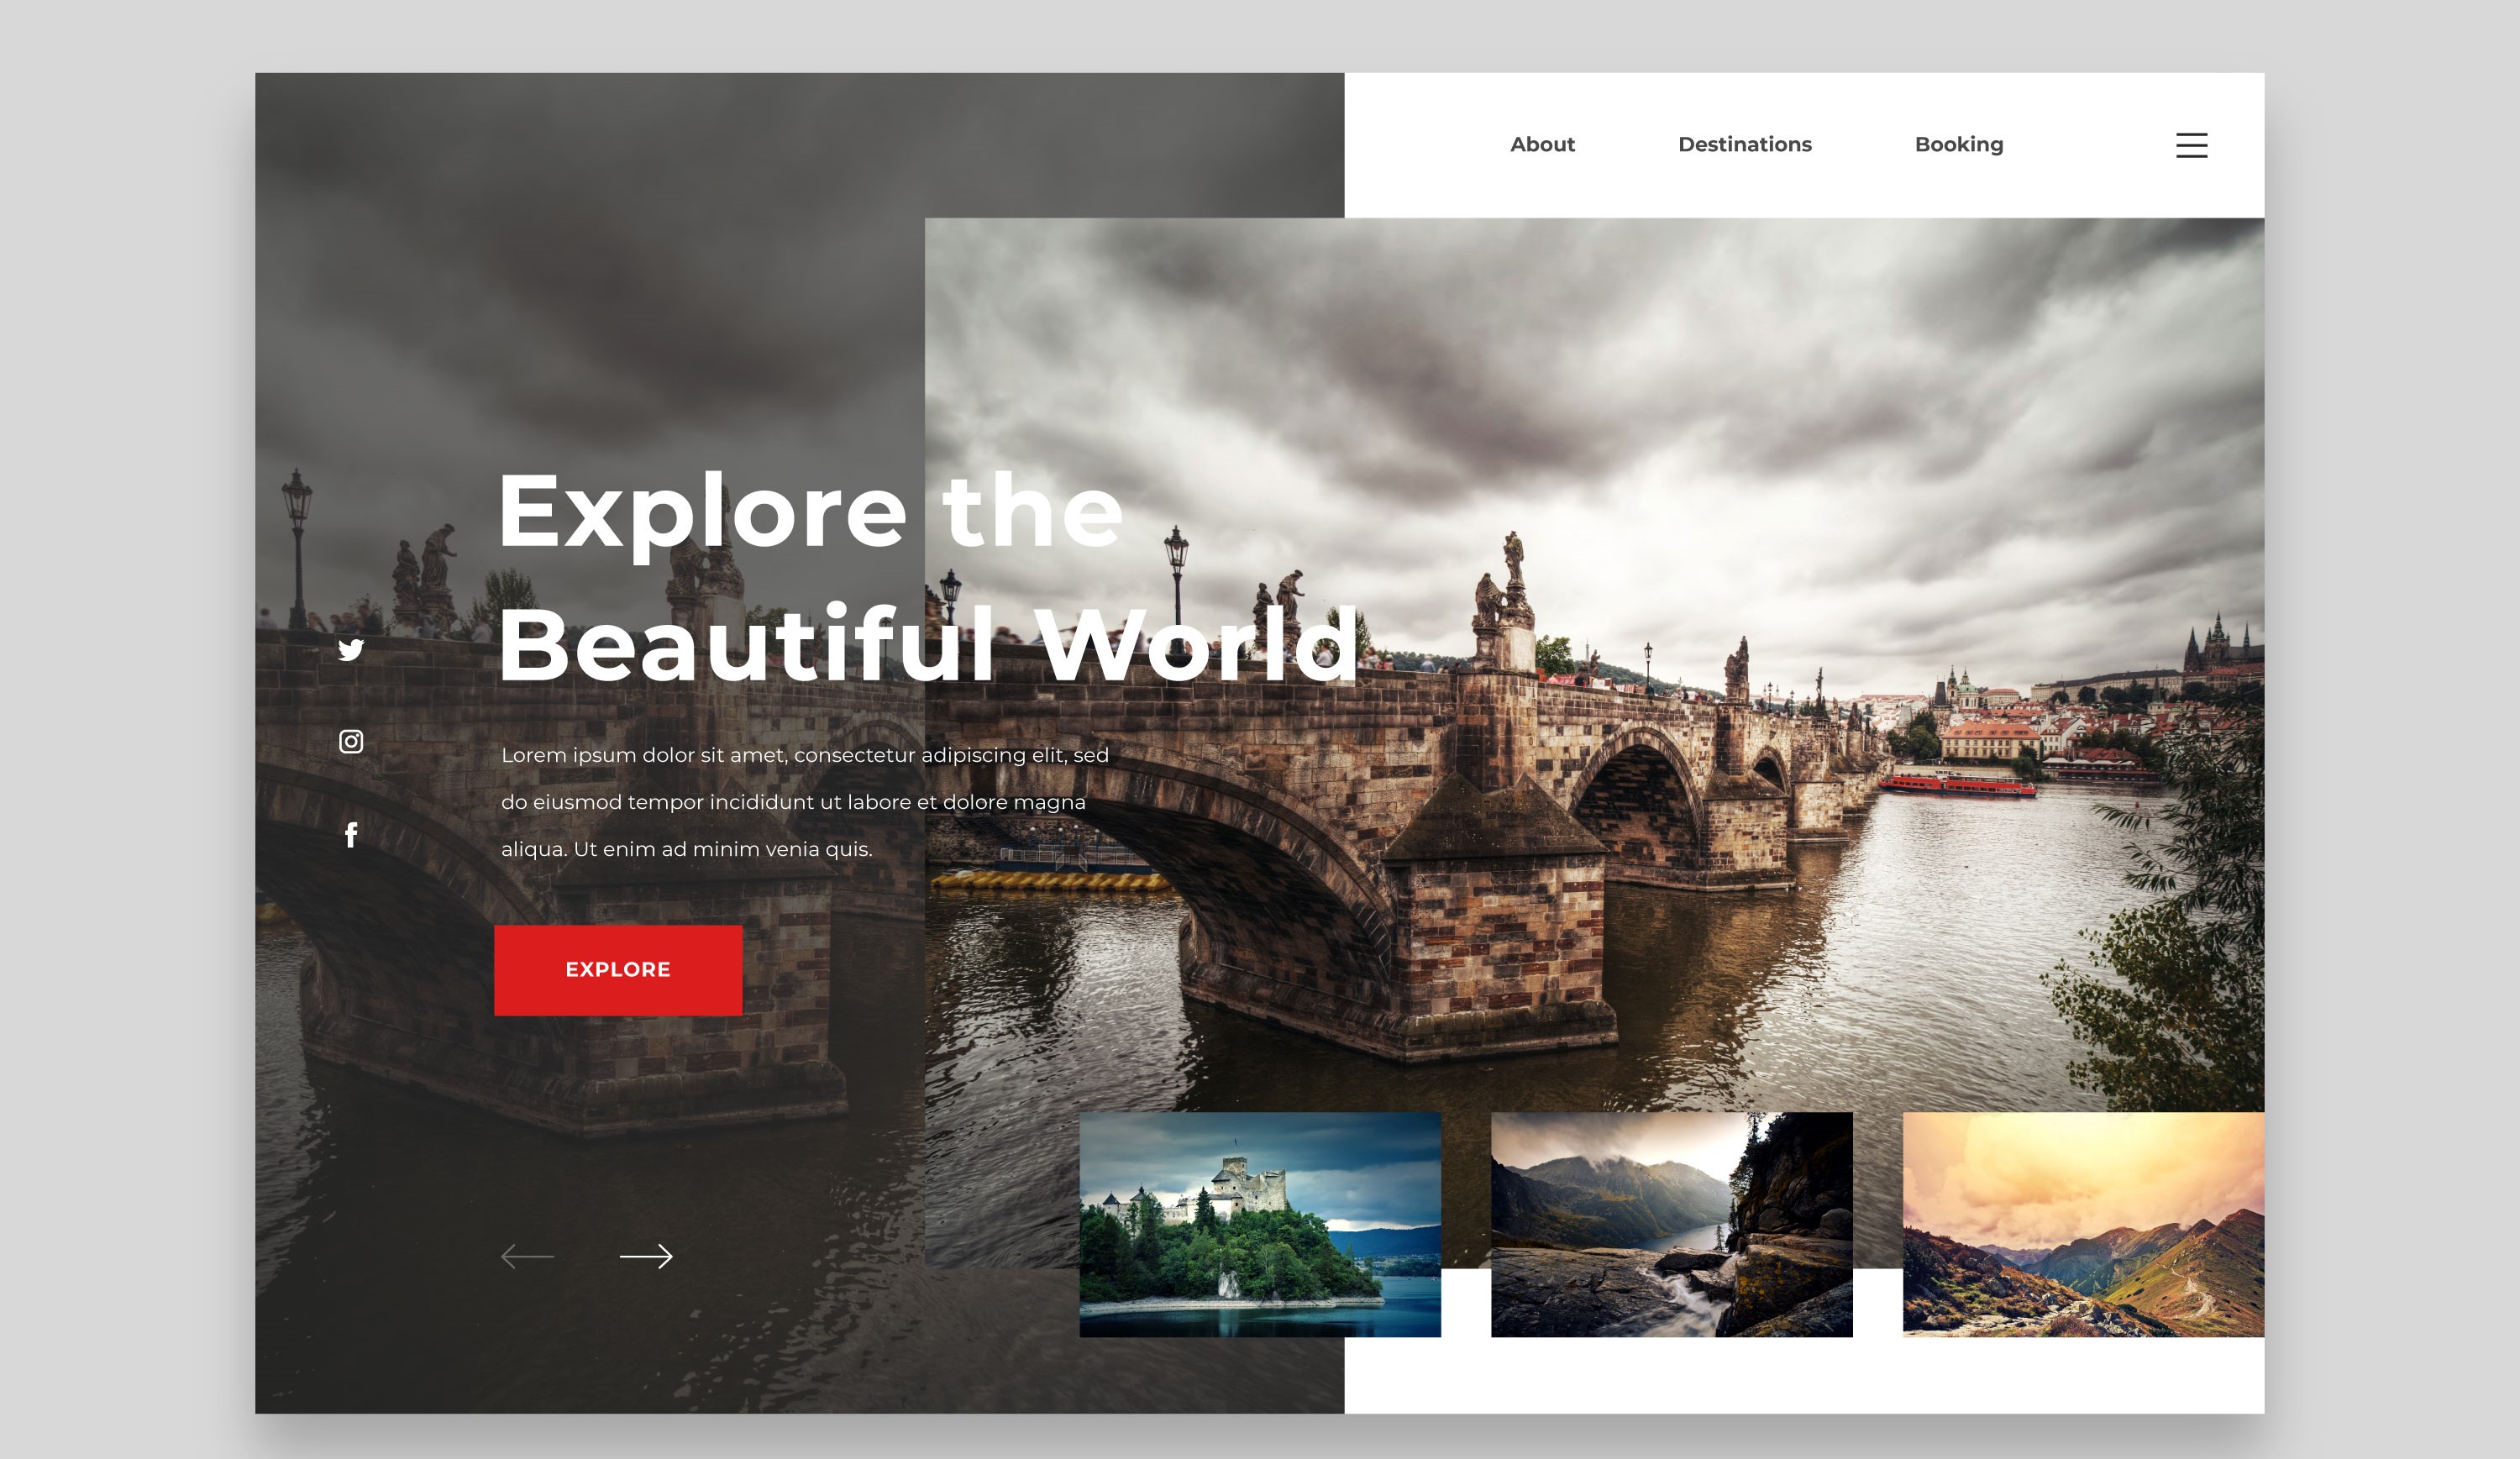 About
Destinations
Booking
Explore the
Beautiful World
Lorem ipsum dolor sit amet, consectetur adipiscing elit, sed
do eiusmod tempor incididunt ut labore et dolore magna
aliqua. Ut enim ad minim venia quis.
EXPLORE